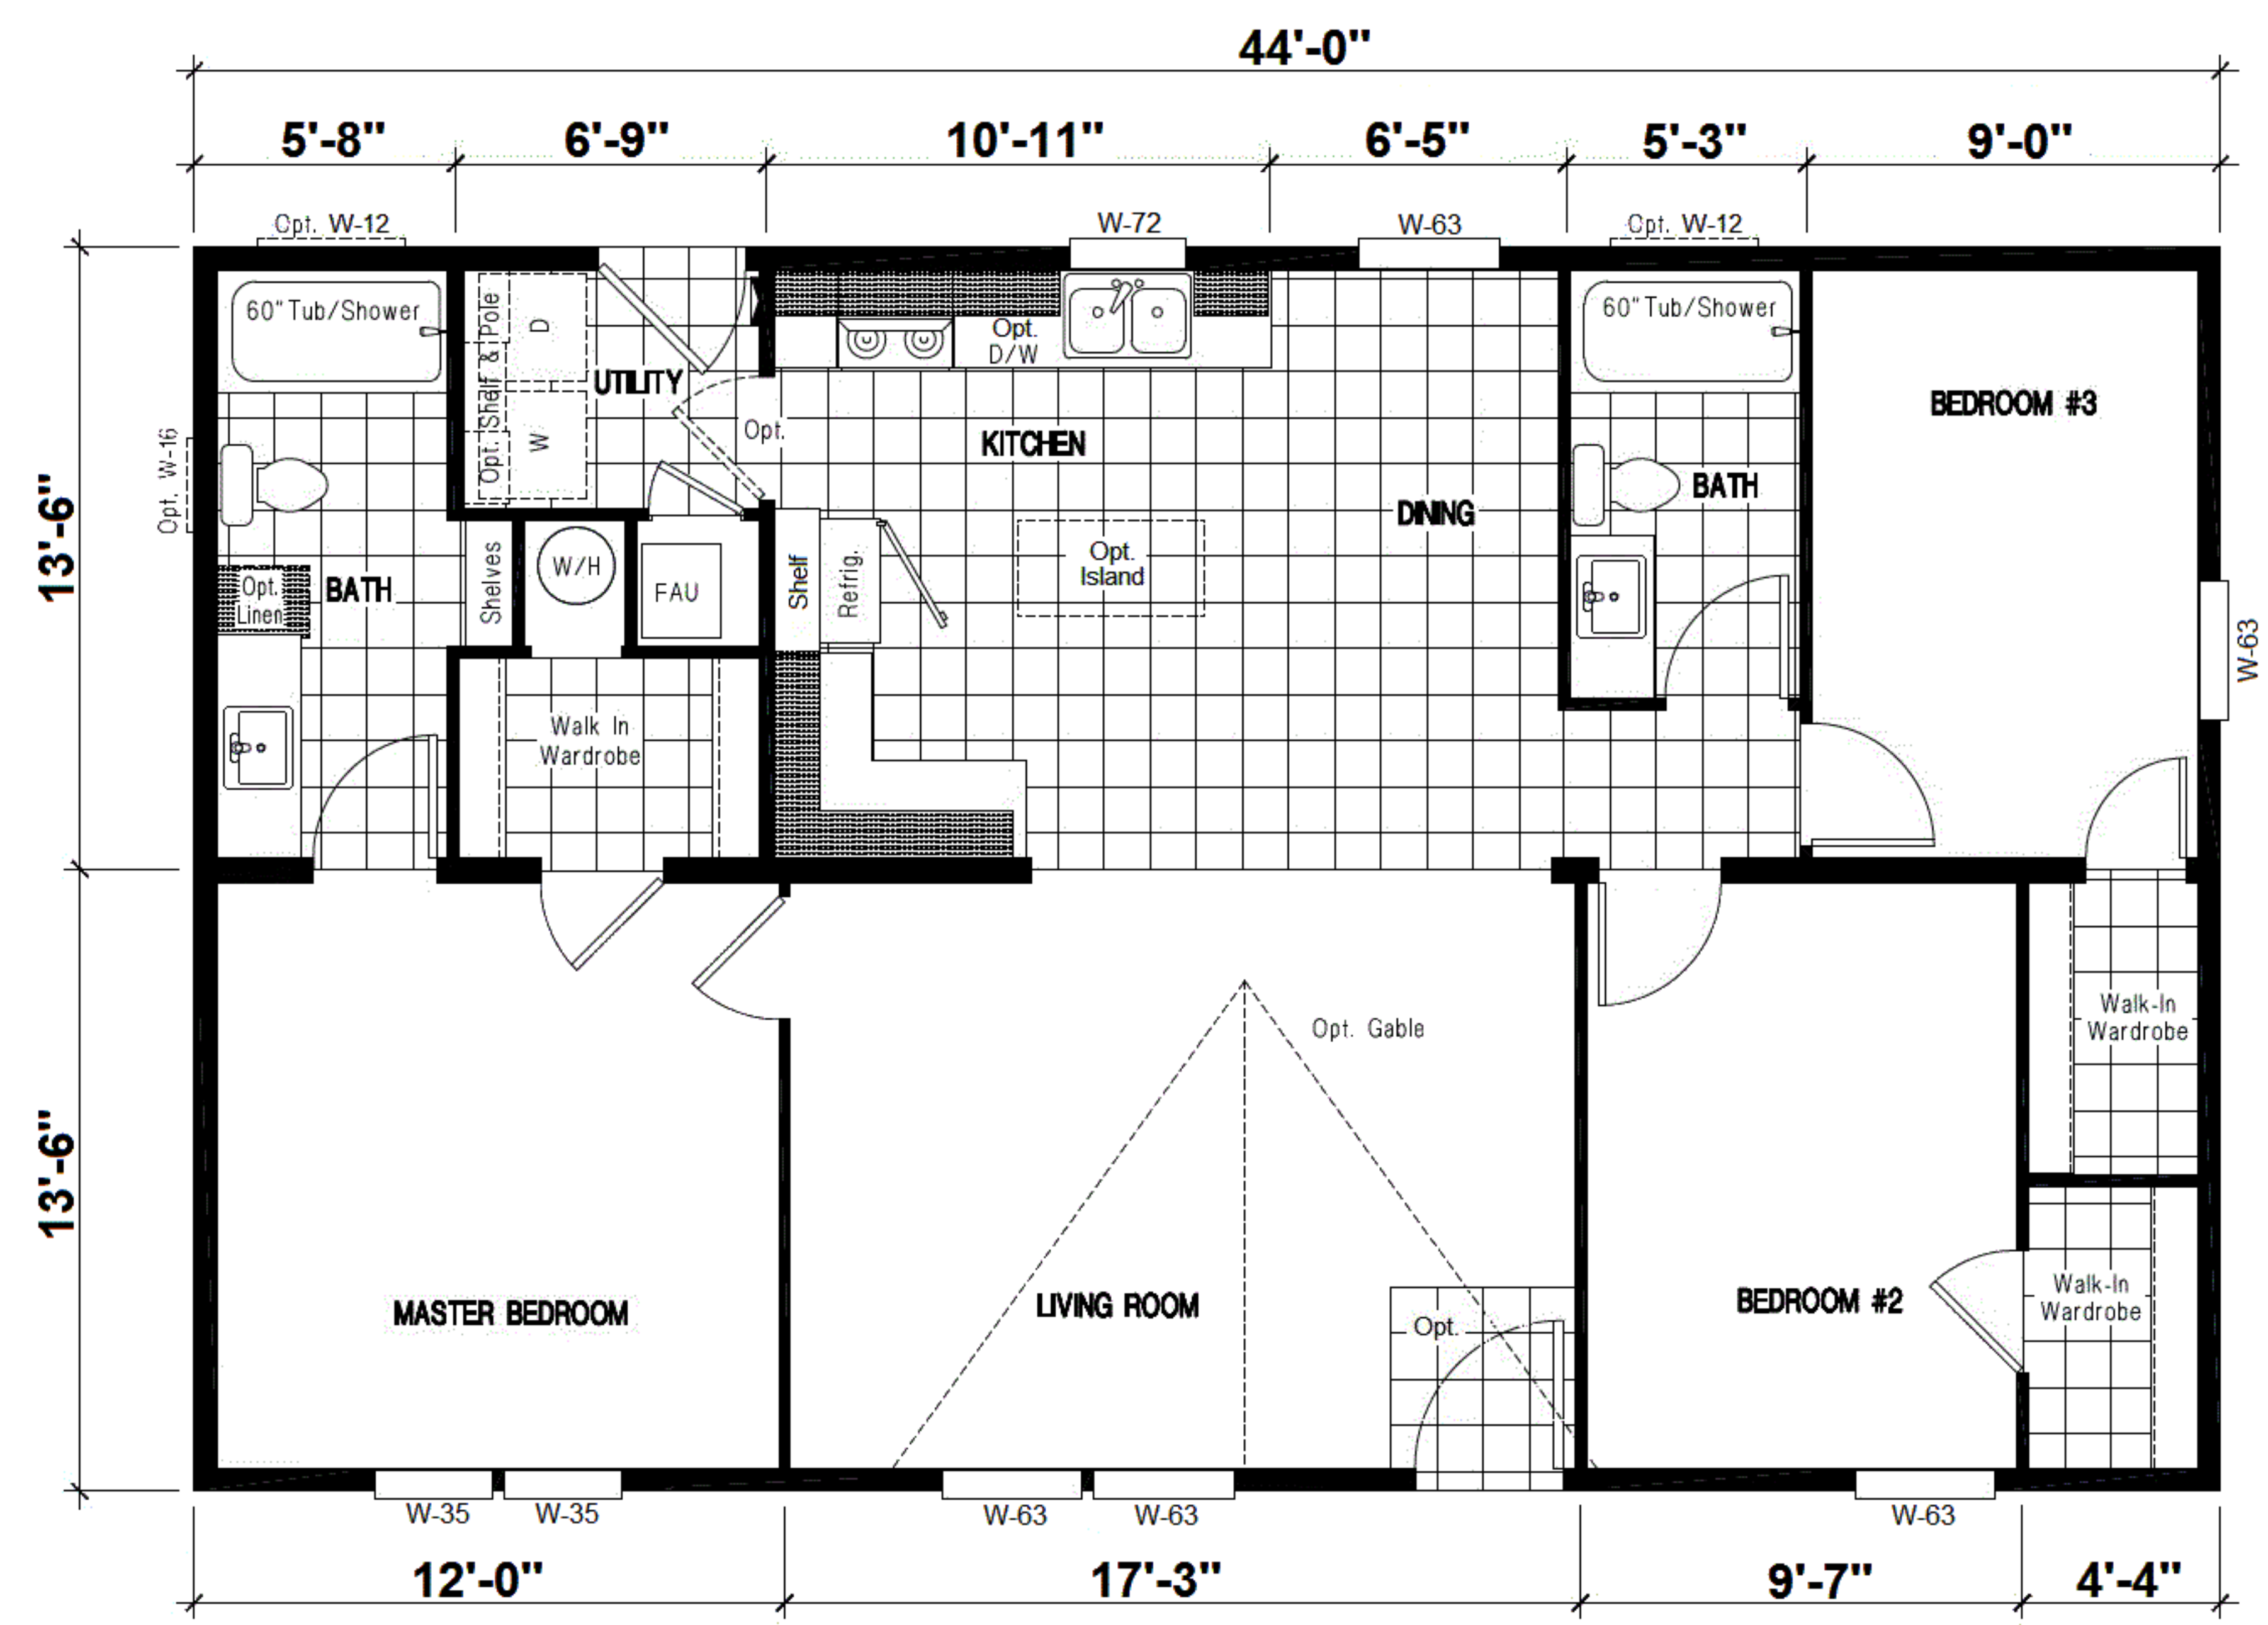 44'-0"
5'-8"
6'-9"
10'-11"
6'-5"
5'-3"
9'-0"
Opt. W-12
W-72
W-63
Opt. W-12
60" Tub/Shower
Opt. Shelf & Pole
D
W
UTILITY
Opt.
Opt.
D/W
KITCHEN
DINING
60" Tub/Shower
BATH
BEDROOM #3
Opt. W-16
13'-6"
Opt.
Linen
BATH
Shelves
W/H
FAU
Shelf
Refrig.
Opt.
Island
W-63
Walk In
Wardrobe
Opt. Gable
Walk-In
Wardrobe
13'-6"
MASTER BEDROOM
LIVING ROOM
Opt.
BEDROOM #2
Walk-In
Wardrobe
W-35
W-35
W-63
W-63
W-63
12'-0"
17'-3"
9'-7"
4'-4"